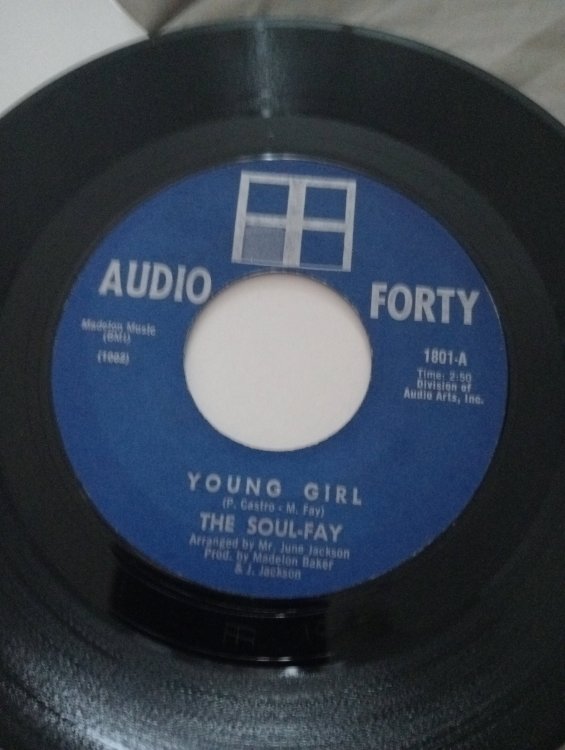 AUDIO FORTY
Madelon Music
(BMI)
1801-A
Time: 2:50
Division of
Audio Arts, Inc.
YOUNG GIRL
(P. Castro - M. Fay)
THE SOUL-FAY
Arranged by Mr. June Jackson
Prod. by Madelon Baker
& J. Jackson